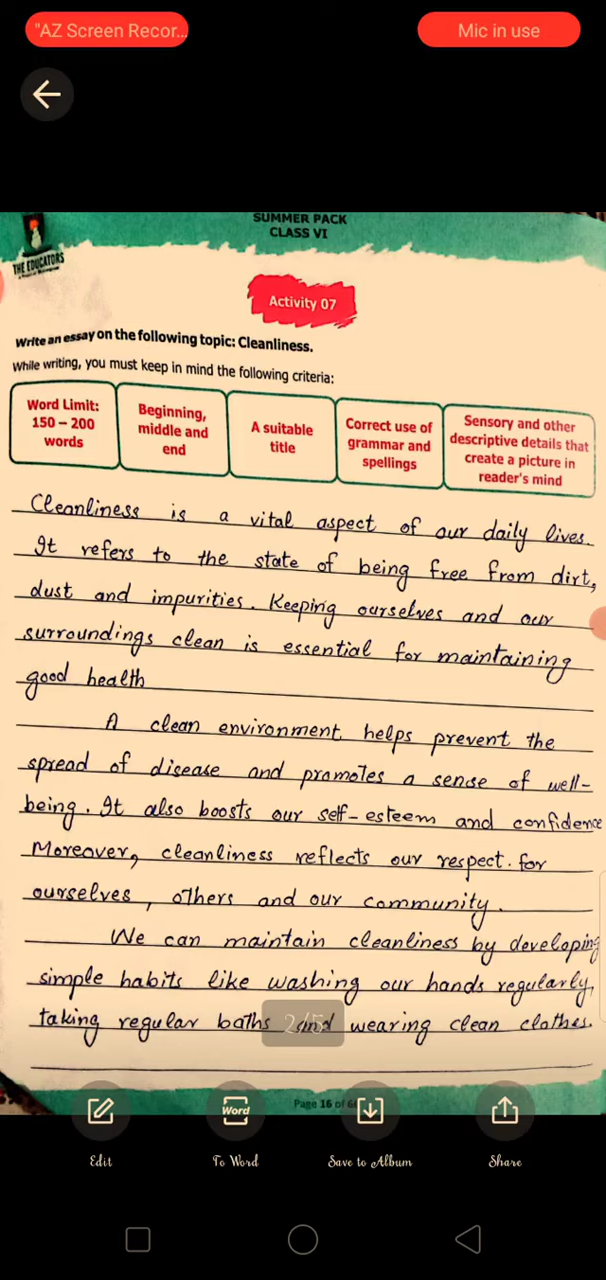 "AZ Screen Recor...
Mic in use
SUMMER PACK
CLASS VI
THE EDUCATORS
Activity 07
Write an essay on the following topic: Cleanliness.
While writing, you must keep in mind the following criteria:
Word Limit:
150 – 200
words
Beginning,
middle and
end
A suitable
title
Correct use of
grammar and
spellings
Sensory and other
descriptive details that
create a picture in
reader's mind
Cleanliness is a vital aspect of our daily lives.
It refers to the state of being free from dirt,
dust and impurities. Keeping ourselves and our
surroundings clean is essential for maintaining
good health
A clean environment helps prevent the
spread of disease and promotes a sense of well-
being. It also boosts our self-esteem and confidence
Moreover, cleanliness reflects our respect. for
ourselves, others and our community.
We can maintain cleanliness by developing
simple habits like washing our hands regularly,
taking regular baths and wearing clean clothes.
2/5
Page 16 of
Edit
Word
To Word
Save to Album
Share